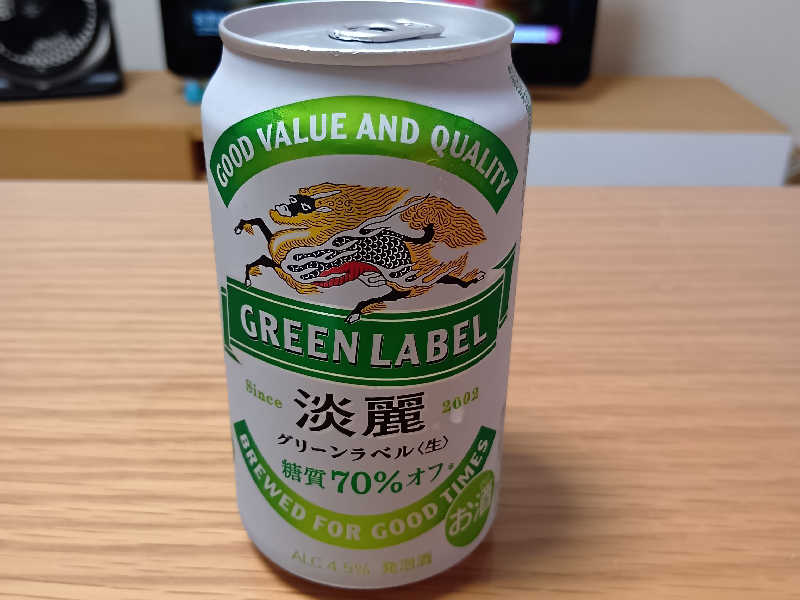 GOOD VALUE AND QUALITY
GREEN LABEL
Since 2002
淡麗
グリーンラベル〈生〉
糖質70%オフ※
BREWED FOR GOOD TIMES
お酒
ALC 4.5% 発泡酒